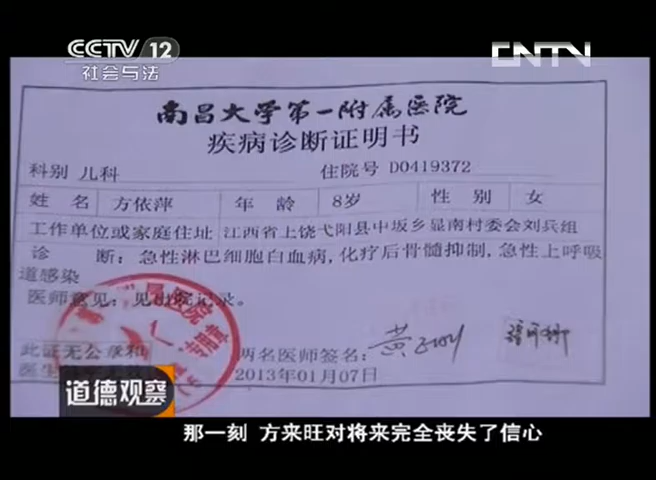 CCTV 12
社会与法
CNTV
南昌大学第一附属医院
疾病诊断证明书
科别 儿科 住院号 D0419372
姓 名 方依萍 年 龄 8岁 性 别 女
工作单位或家庭住址 江西省上饶弋阳县中坂乡显南村委会刘兵组
诊 断: 急性淋巴细胞白血病, 化疗后骨髓抑制, 急性上呼吸
道感染
医师意见: 见出院记录。
此证无公章和 两名医师签名:
医生 2013年01月07日
道德观察
那一刻 方来旺对将来完全丧失了信心